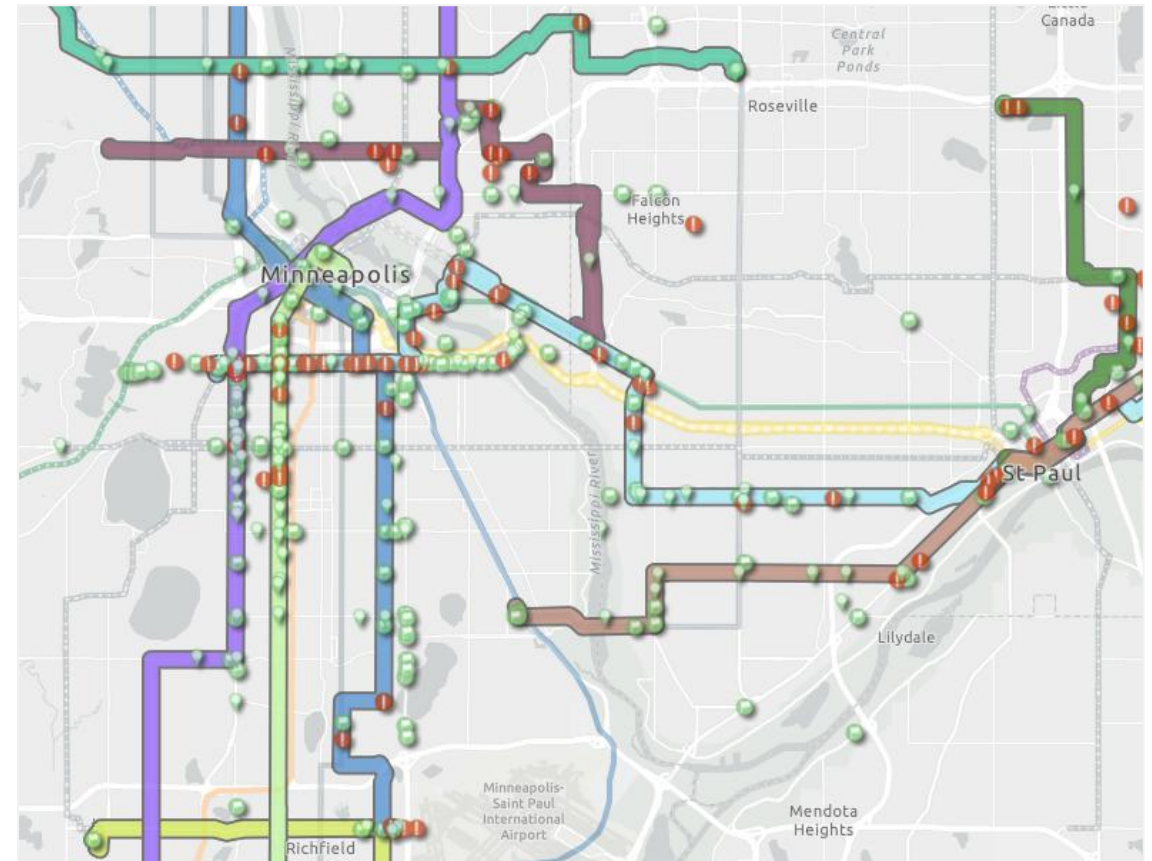 Canada
Central
Park
Ponds
Mississippi River
Roseville
Falcon
Heights
Minneapolis
Mississippi River
St Paul
Lilydale
Minneapolis-
Saint Paul
International
Airport
Mendota
Heights
Richfield